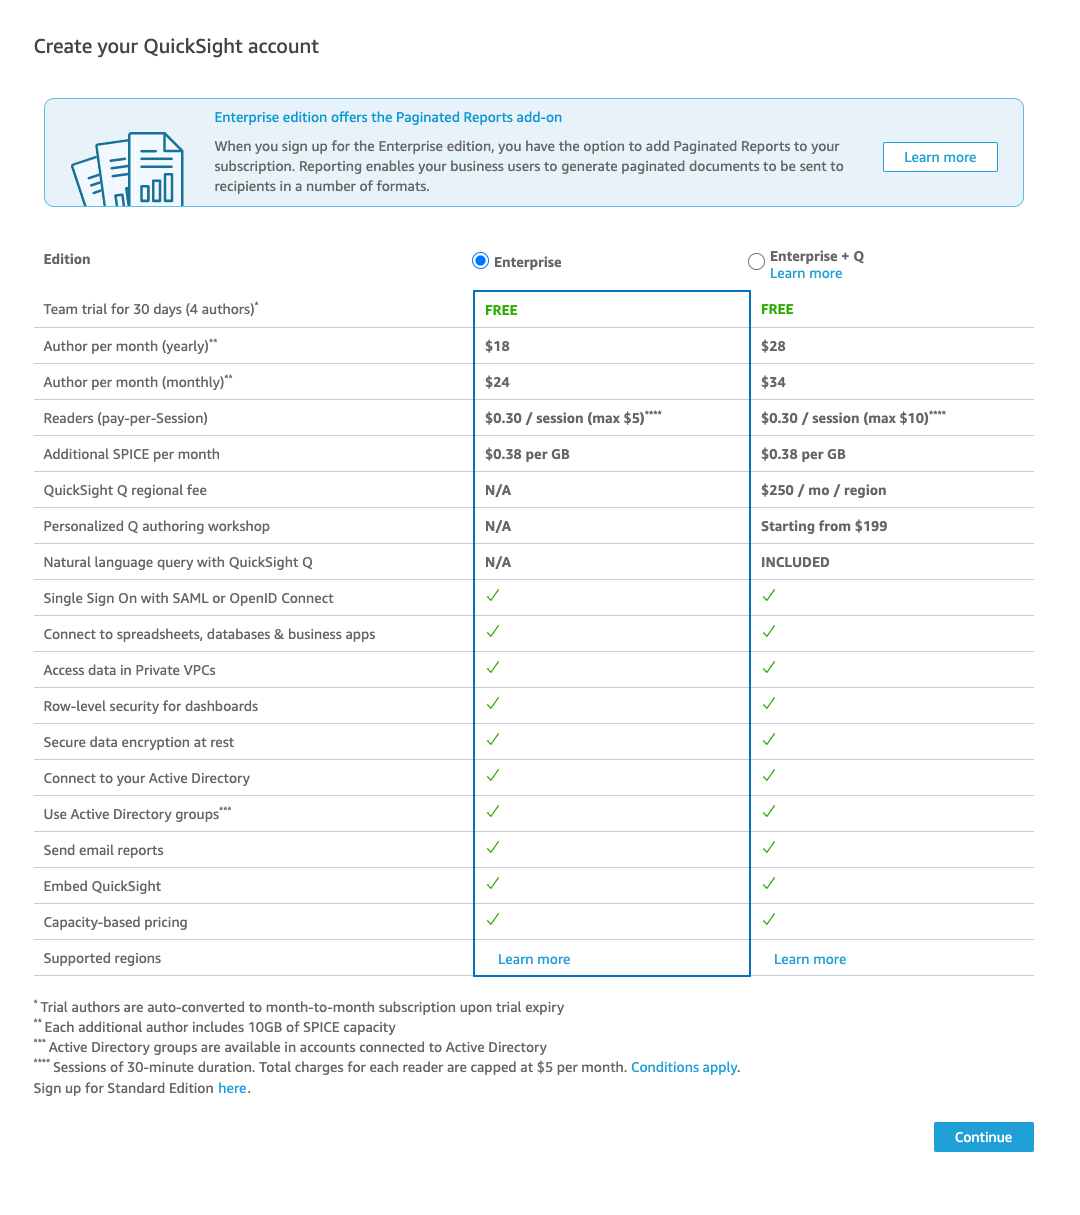 Create your QuickSight account
Enterprise edition offers the Paginated Reports add-on
When you sign up for the Enterprise edition, you have the option to add Paginated Reports to your
subscription. Reporting enables your business users to generate paginated documents to be sent to
recipients in a number of formats.
Learn more
Edition Enterprise Enterprise + Q
Learn more
Team trial for 30 days (4 authors)* FREE FREE
Author per month (yearly)** $18 $28
Author per month (monthly)** $24 $34
Readers (pay-per-Session) $0.30 / session (max $5)**** $0.30 / session (max $10)****
Additional SPICE per month $0.38 per GB $0.38 per GB
QuickSight Q regional fee N/A $250 / mo / region
Personalized Q authoring workshop N/A Starting from $199
Natural language query with QuickSight Q N/A INCLUDED
Single Sign On with SAML or OpenID Connect
Connect to spreadsheets, databases & business apps
Access data in Private VPCs
Row-level security for dashboards
Secure data encryption at rest
Connect to your Active Directory
Use Active Directory groups***
Send email reports
Embed QuickSight
Capacity-based pricing
Supported regions Learn more Learn more
* Trial authors are auto-converted to month-to-month subscription upon trial expiry
** Each additional author includes 10GB of SPICE capacity
*** Active Directory groups are available in accounts connected to Active Directory
**** Sessions of 30-minute duration. Total charges for each reader are capped at $5 per month. Conditions apply.
Sign up for Standard Edition here.
Continue